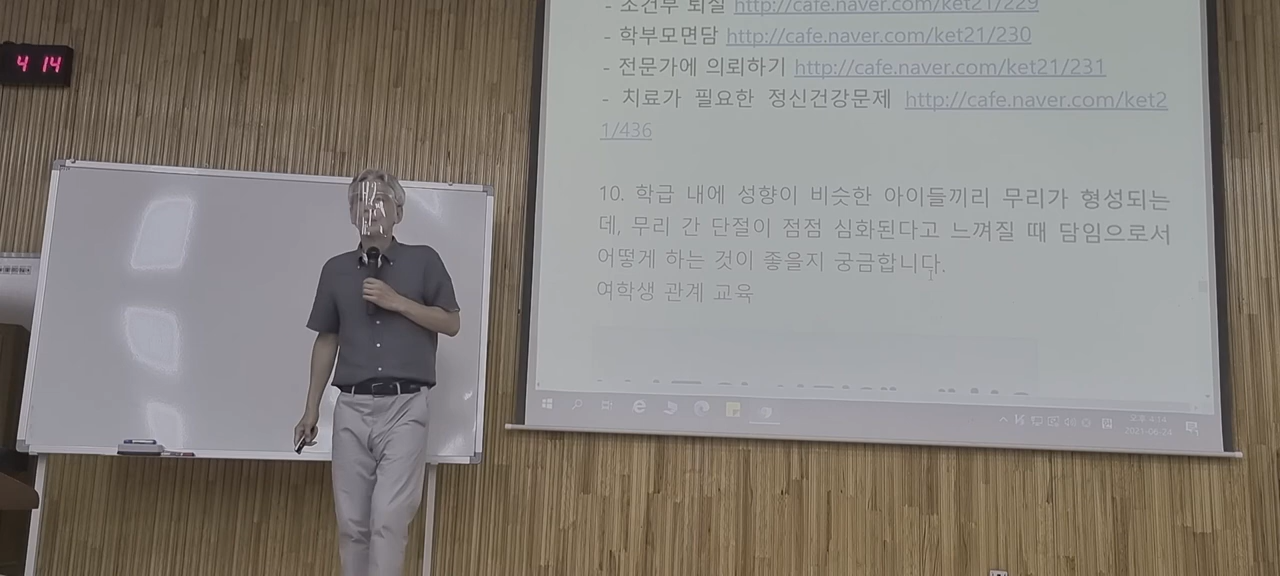 4 14
- 조건부 퇴실 http://cafe.naver.com/ket21/229
- 학부모면담 http://cafe.naver.com/ket21/230
- 전문가에 의뢰하기 http://cafe.naver.com/ket21/231
- 치료가 필요한 정신건강문제 http://cafe.naver.com/ket2
1/436
10. 학급 내에 성향이 비슷한 아이들끼리 무리가 형성되는
데, 무리 간 단절이 점점 심화된다고 느껴질 때 담임으로서
어떻게 하는 것이 좋을지 궁금합니다.
여학생 관계 교육
오후 4:14
2021-06-24